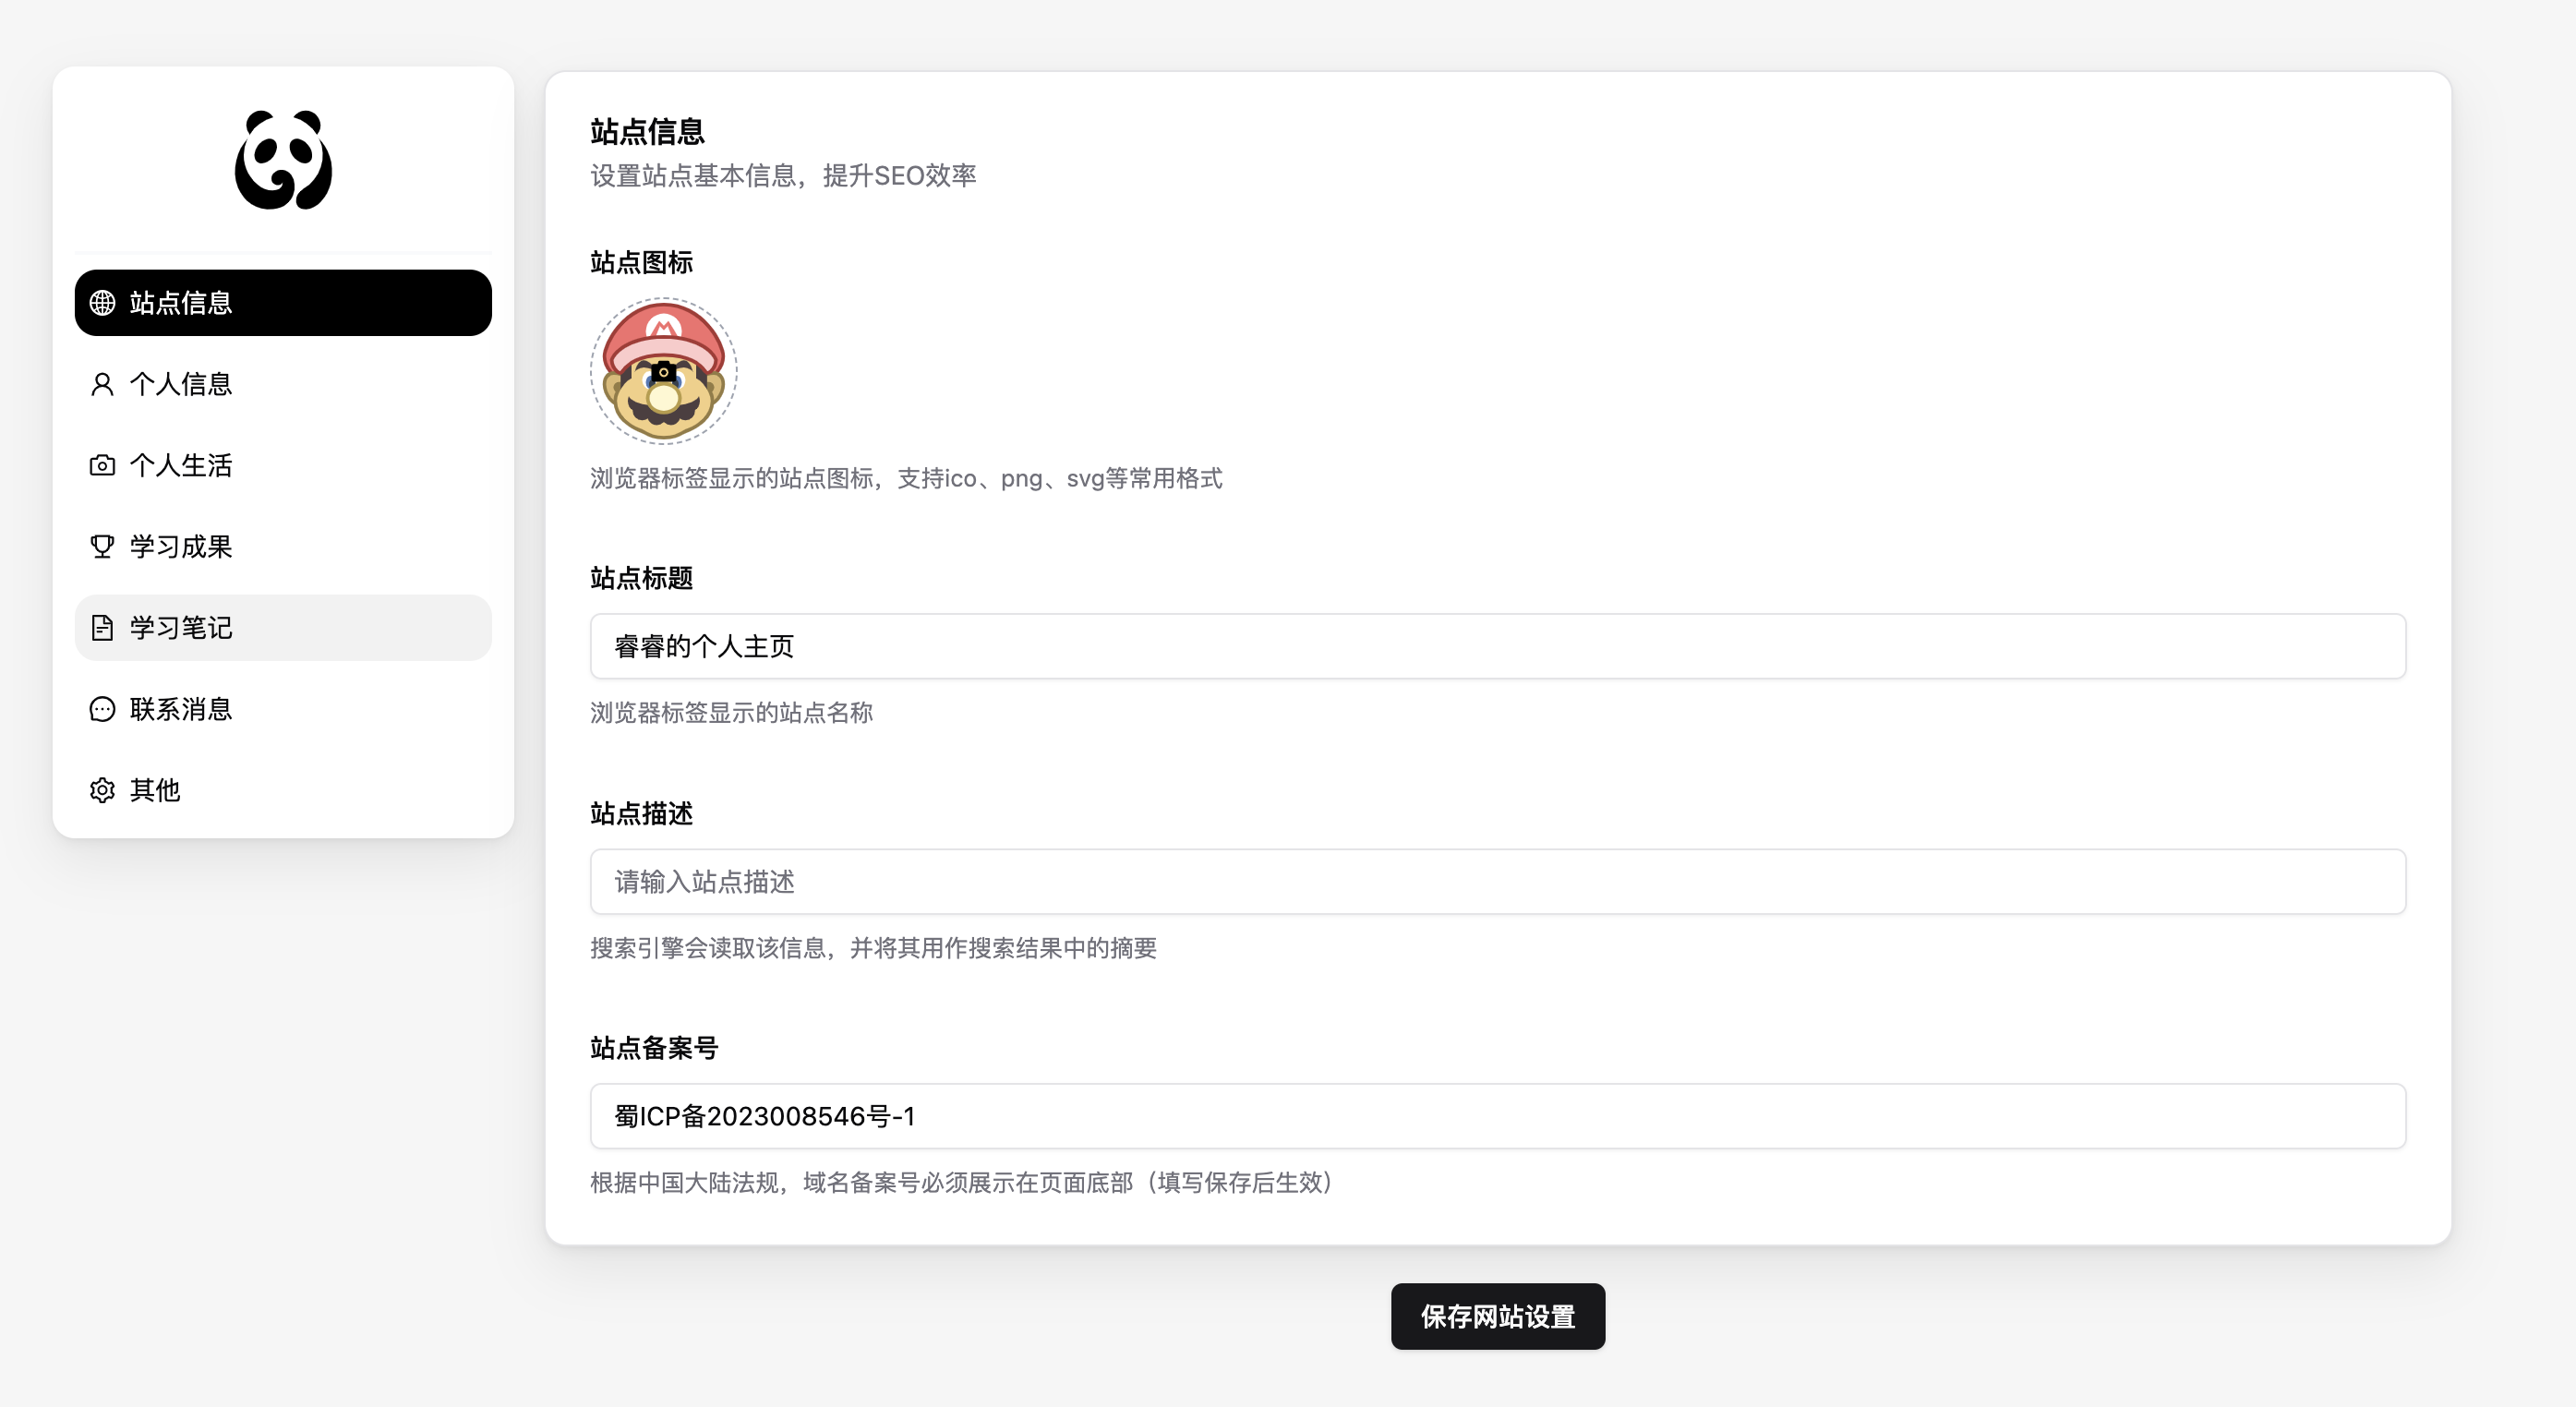 站点信息
个人信息
个人生活
学习成果
学习笔记
联系消息
其他
站点信息
设置站点基本信息，提升SEO效率
站点图标
M
浏览器标签显示的站点图标，支持ico、png、svg等常用格式
站点标题
睿睿的个人主页
浏览器标签显示的站点名称
站点描述
请输入站点描述
搜索引擎会读取该信息，并将其用作搜索结果中的摘要
站点备案号
蜀ICP备2023008546号-1
根据中国大陆法规，域名备案号必须展示在页面底部（填写保存后生效）
保存网站设置